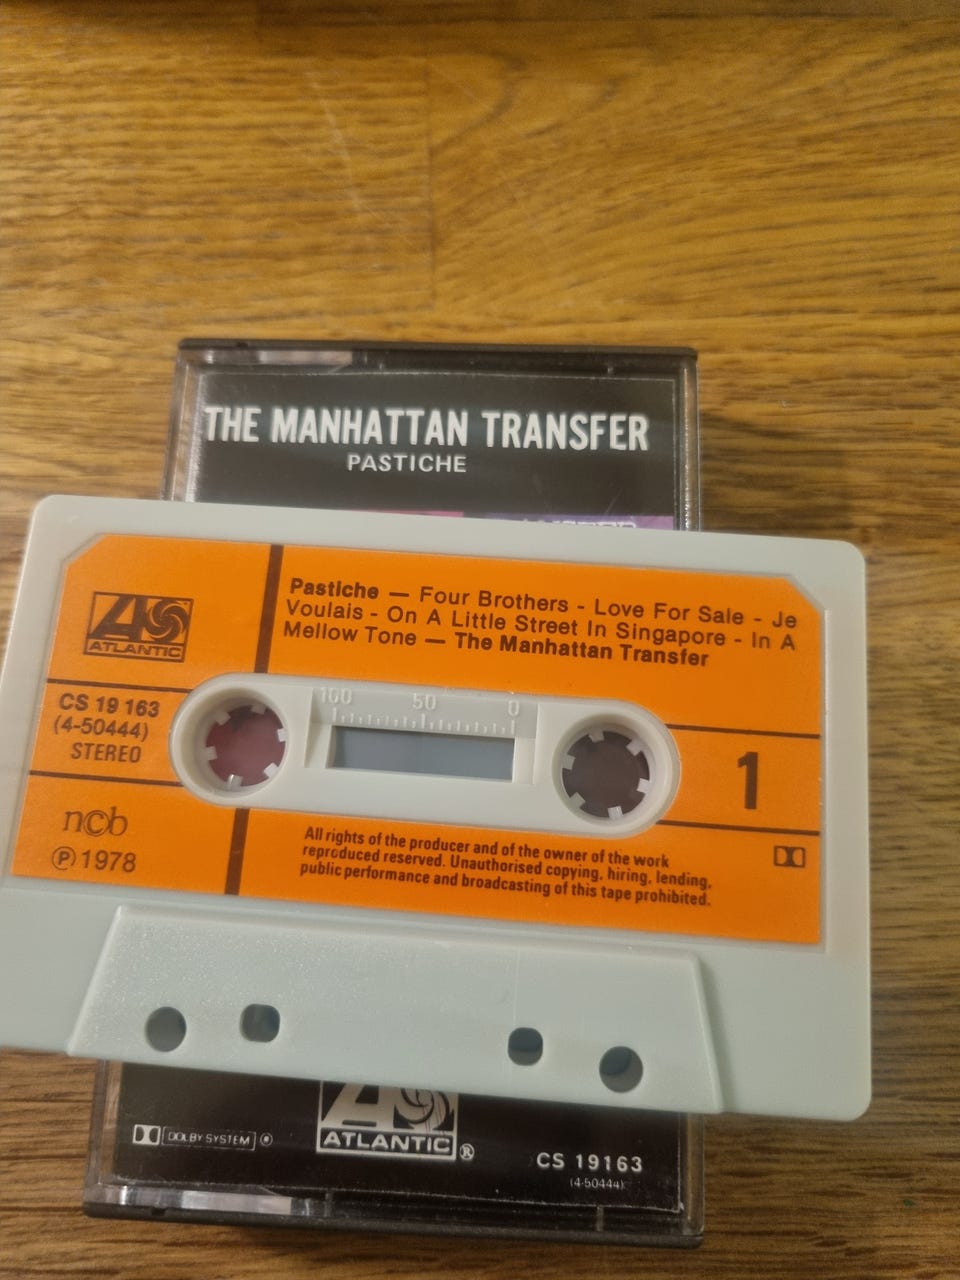 THE MANHATTAN TRANSFER
PASTICHE
ATLANTIC
Pastiche — Four Brothers - Love For Sale - Je
Voulais - On A Little Street In Singapore - In A
Mellow Tone — The Manhattan Transfer
CS 19 163
(4-50444)
STEREO
100 50 0
1
ncb
Ⓟ 1978
All rights of the producer and of the owner of the work
reproduced reserved. Unauthorised copying, hiring, lending,
public performance and broadcasting of this tape prohibited.
DOLBY SYSTEM ®
ATLANTIC ®
CS 19163
(4-50444)